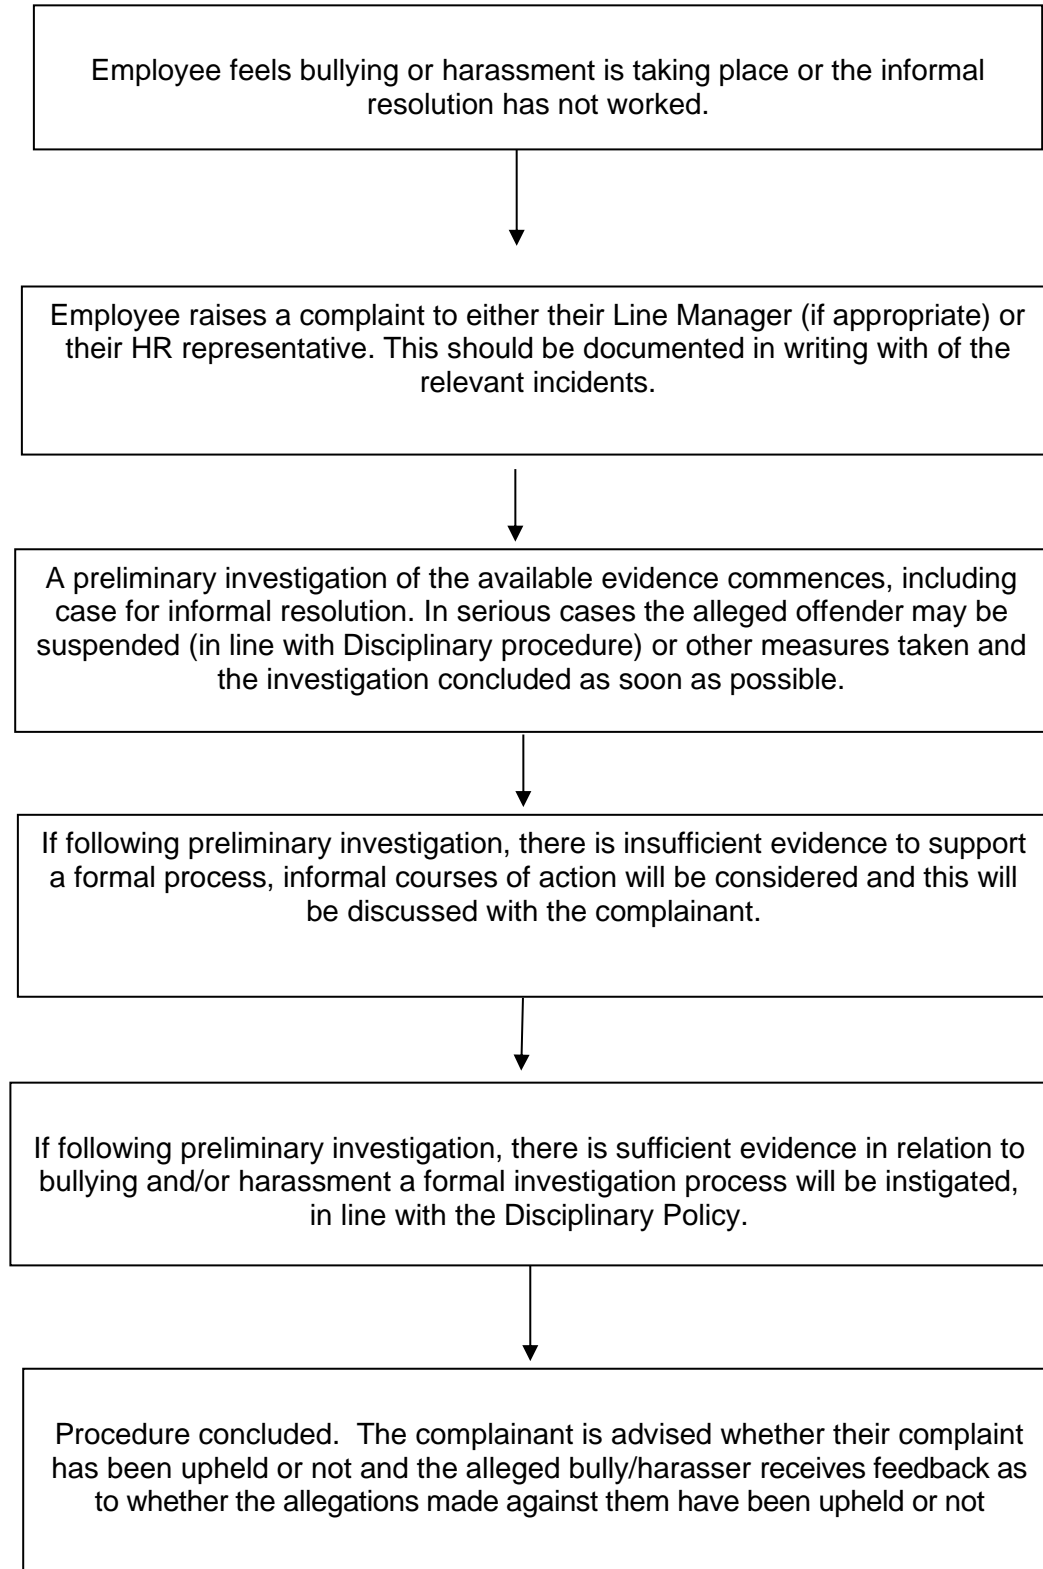 Employee feels bullying or harassment is taking place or the informal
resolution has not worked.
Employee raises a complaint to either their Line Manager (if appropriate) or
their HR representative. This should be documented in writing with of the
relevant incidents.
A preliminary investigation of the available evidence commences, including
case for informal resolution. In serious cases the alleged offender may be
suspended (in line with Disciplinary procedure) or other measures taken and
the investigation concluded as soon as possible.
If following preliminary investigation, there is insufficient evidence to support
a formal process, informal courses of action will be considered and this will
be discussed with the complainant.
If following preliminary investigation, there is sufficient evidence in relation to
bullying and/or harassment a formal investigation process will be instigated,
in line with the Disciplinary Policy.
Procedure concluded.  The complainant is advised whether their complaint
has been upheld or not and the alleged bully/harasser receives feedback as
to whether the allegations made against them have been upheld or not